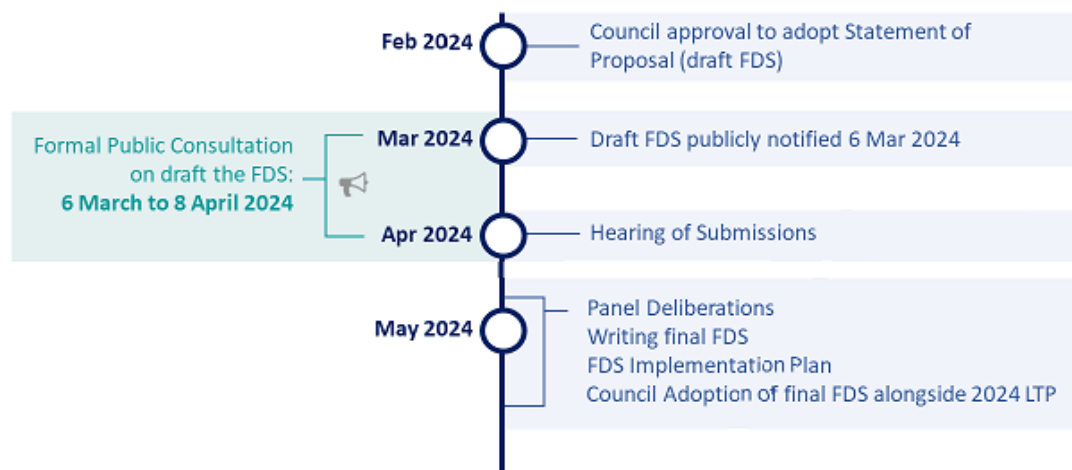 Feb 2024
Council approval to adopt Statement of
Proposal (draft FDS)
Formal Public Consultation
on draft the FDS:
6 March to 8 April 2024
Mar 2024
Draft FDS publicly notified 6 Mar 2024
Apr 2024
Hearing of Submissions
May 2024
Panel Deliberations
Writing final FDS
FDS Implementation Plan
Council Adoption of final FDS alongside 2024 LTP